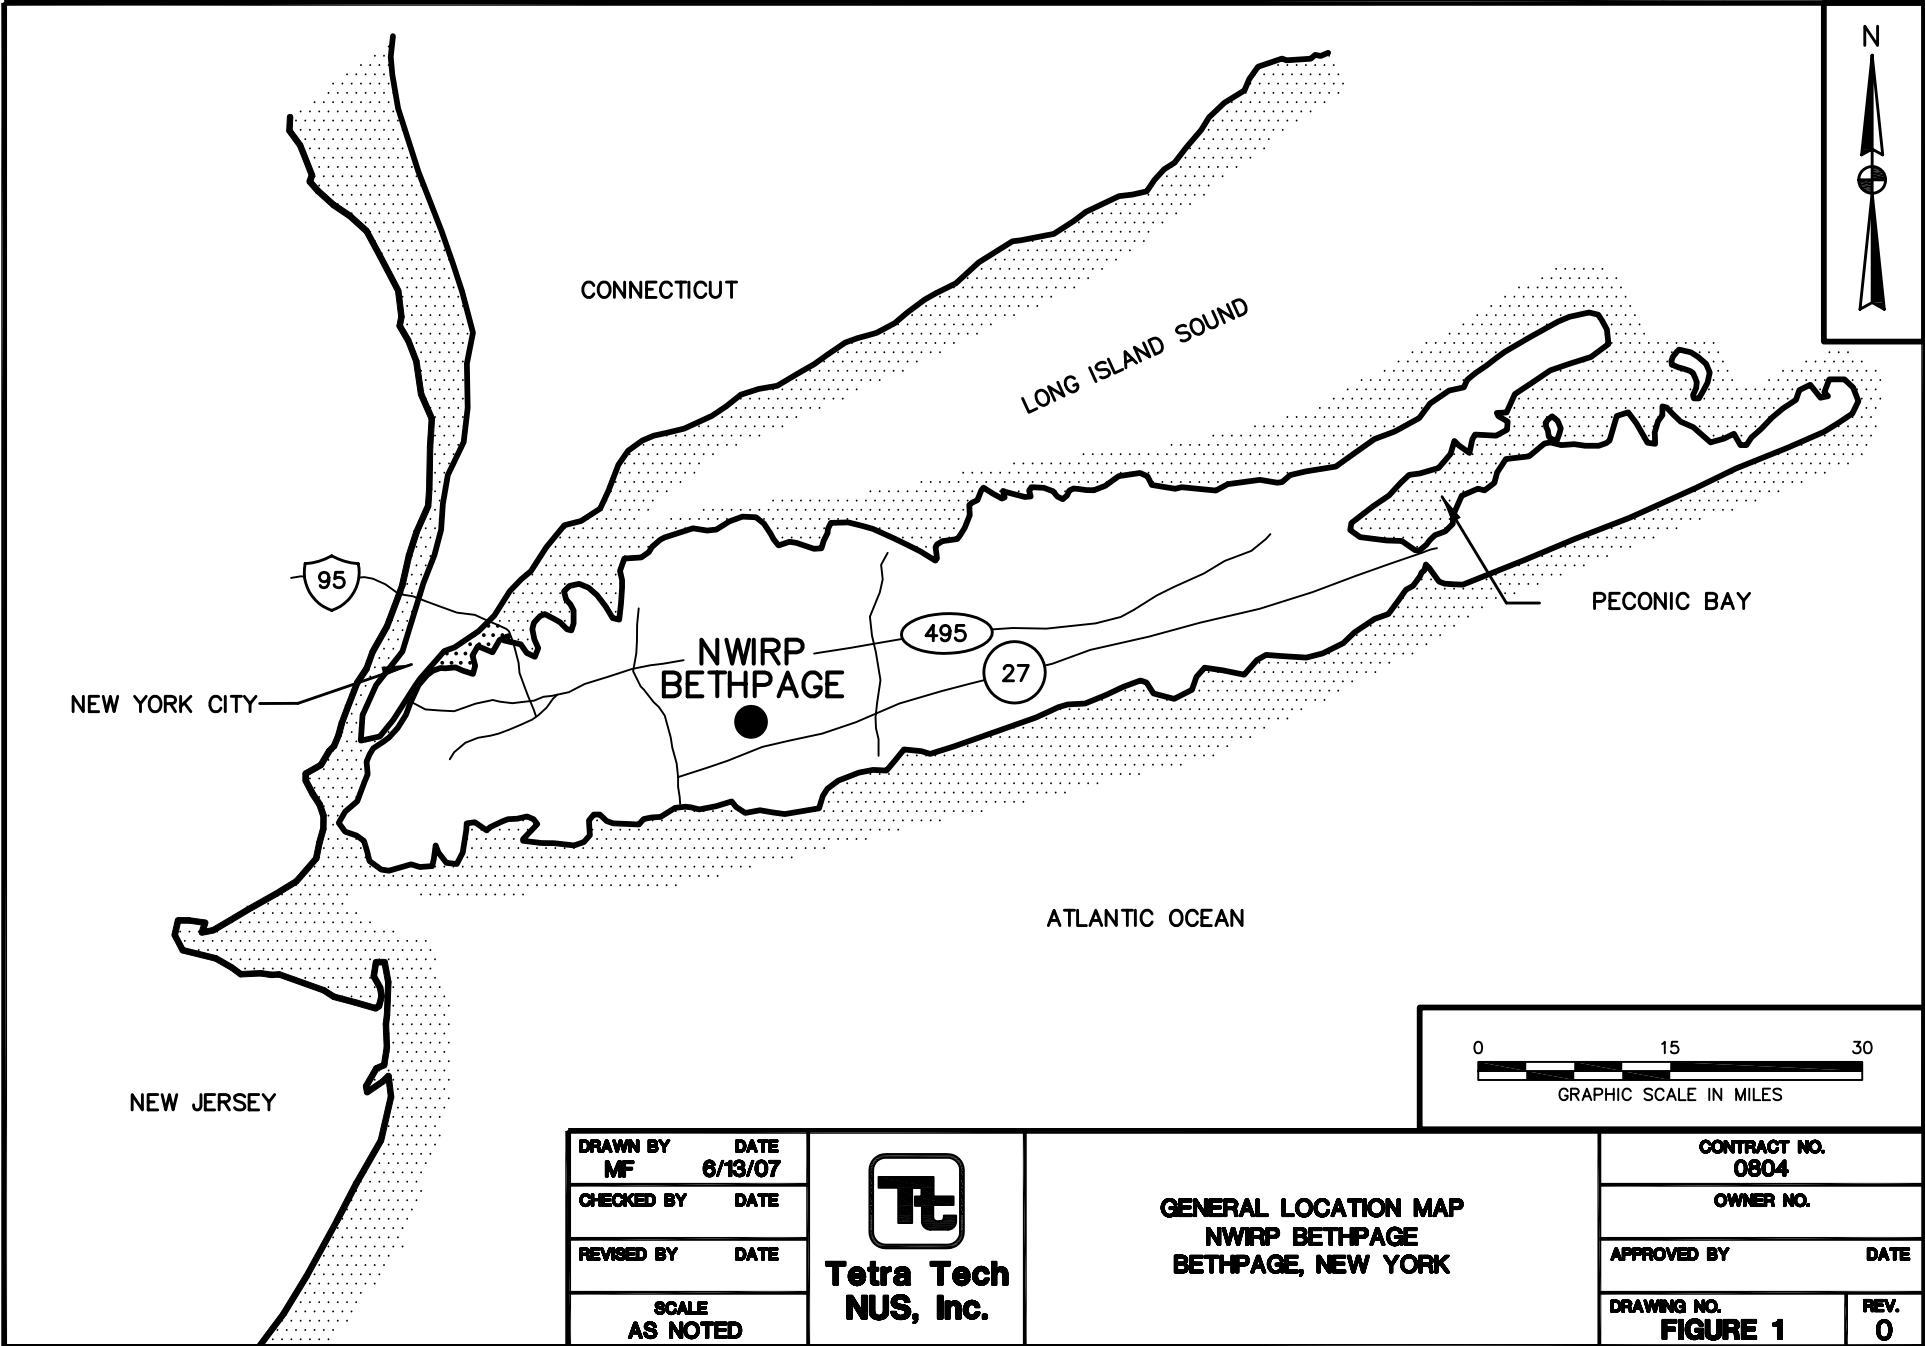 N
CONNECTICUT
LONG ISLAND SOUND
95
PECONIC BAY
495
NWIRP
BETHPAGE
27
NEW YORK CITY
ATLANTIC OCEAN
NEW JERSEY
0 15 30
GRAPHIC SCALE IN MILES
DRAWN BY DATE
MF 6/13/07
CHECKED BY DATE
REVISED BY DATE
SCALE
AS NOTED
Tt
Tetra Tech
NUS, Inc.
GENERAL LOCATION MAP
NWIRP BETHPAGE
BETHPAGE, NEW YORK
CONTRACT NO.
0804
OWNER NO.
APPROVED BY DATE
DRAWING NO.
FIGURE 1
REV.
0